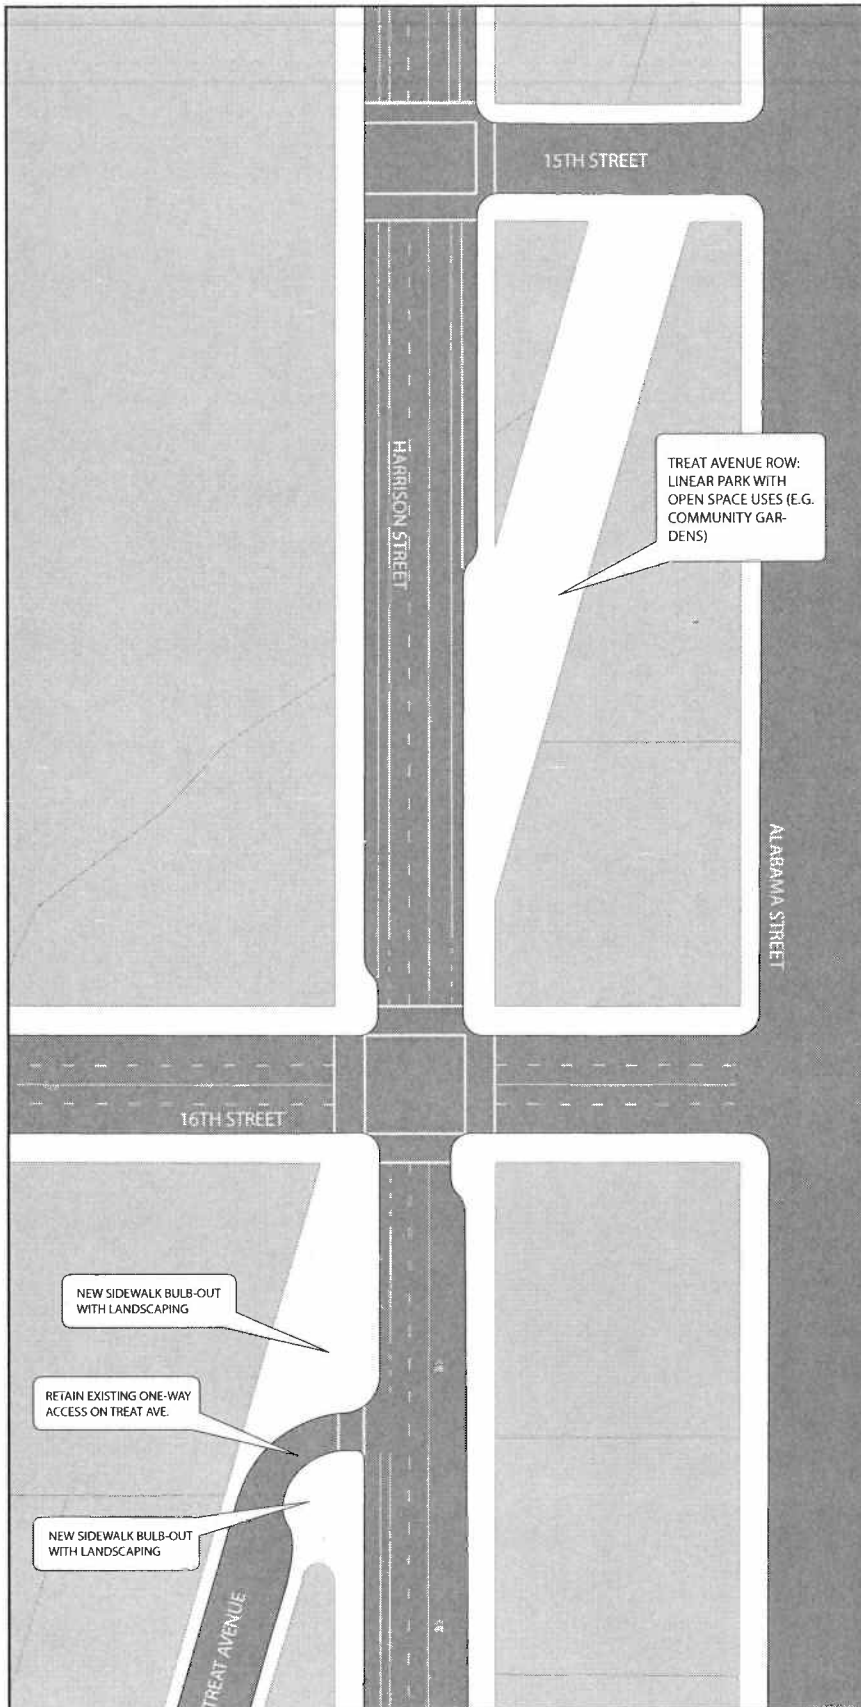 15TH STREET
HARRISON STREET
TREAT AVENUE ROW:
LINEAR PARK WITH
OPEN SPACE USES (E.G.
COMMUNITY GAR-
DENS)
ALABAMA STREET
16TH STREET
NEW SIDEWALK BULB-OUT
WITH LANDSCAPING
RETAIN EXISTING ONE-WAY
ACCESS ON TREAT AVE.
NEW SIDEWALK BULB-OUT
WITH LANDSCAPING
TREAT AVENUE